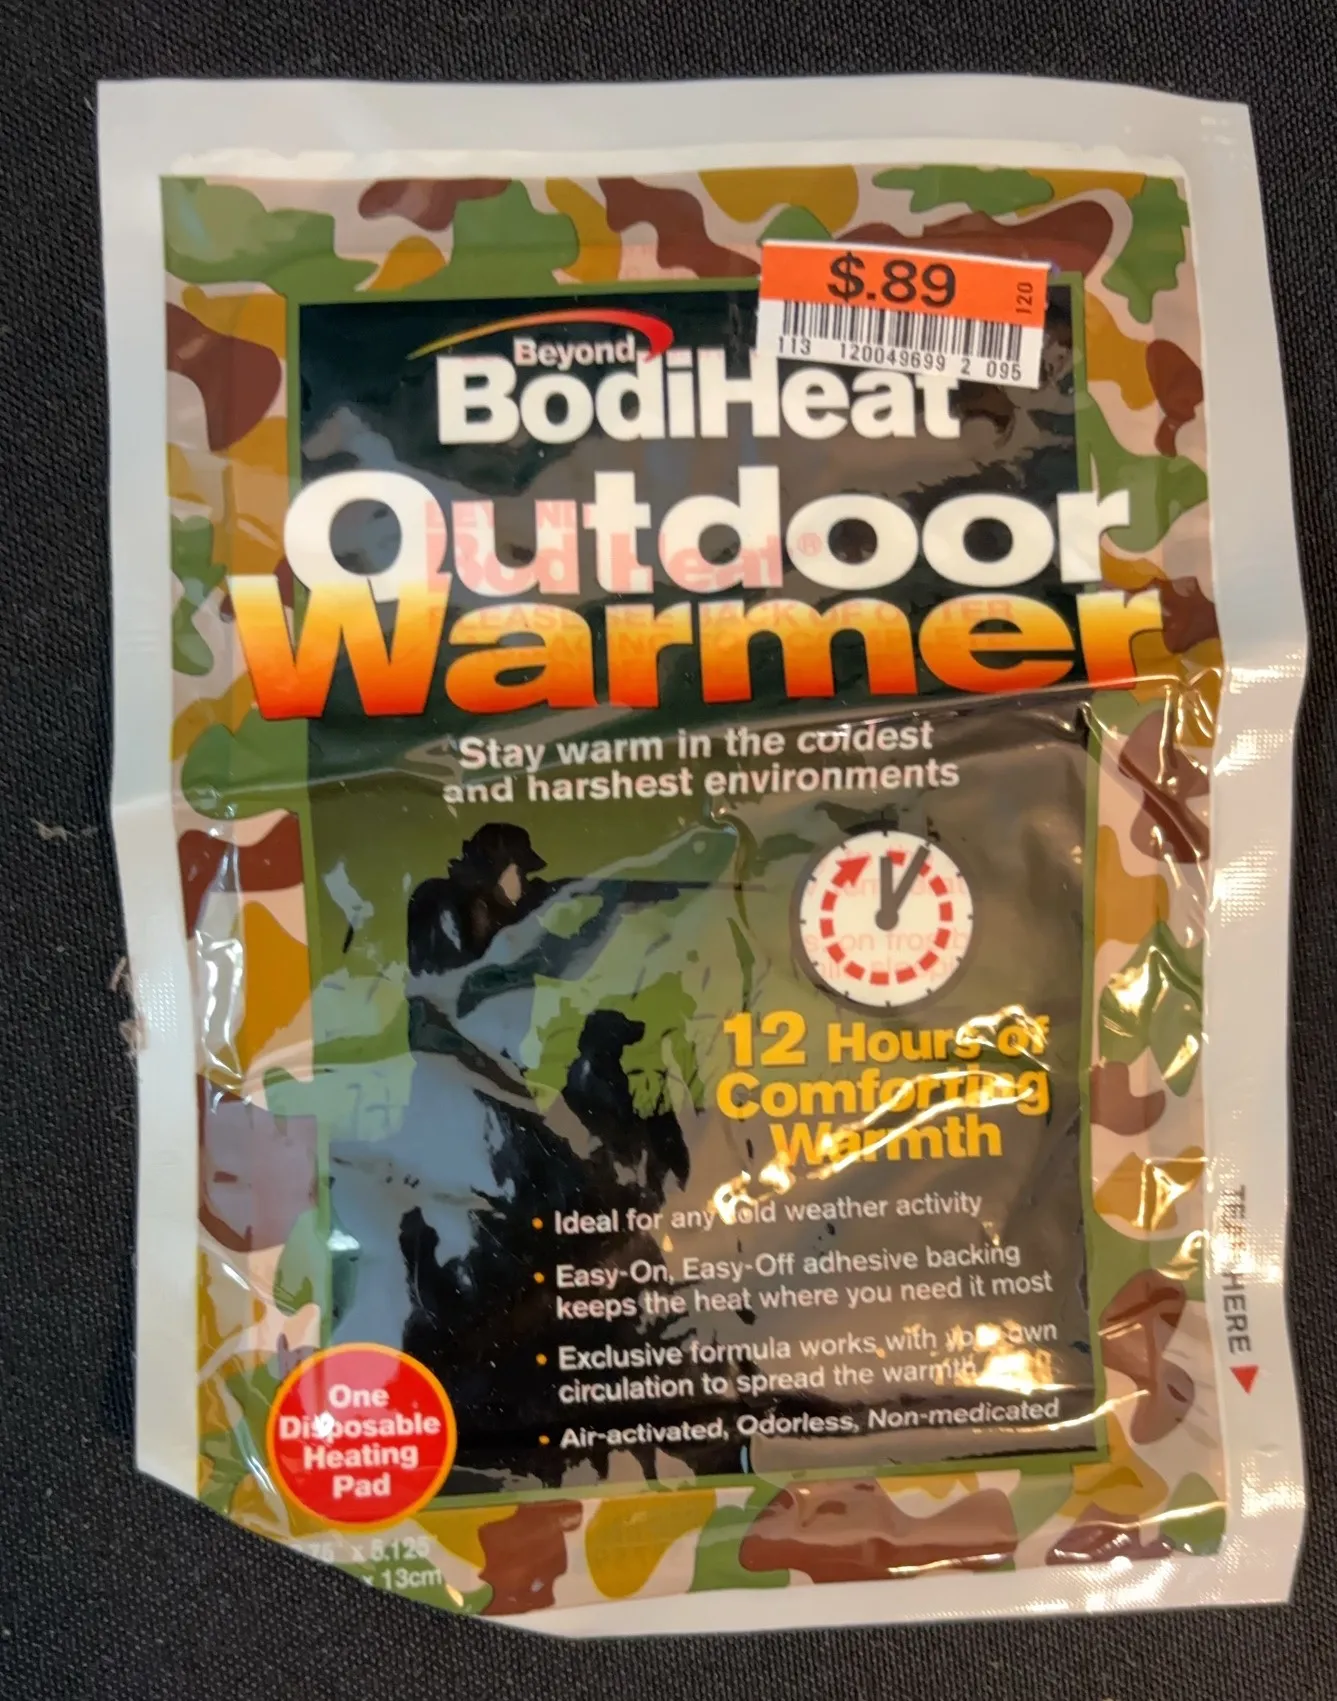 $.89
120
113 120049699 2 095
Beyond
BodiHeat
Outdoor
Warmer
Stay warm in the coldest
and harshest environments
12 Hours of
Comforting
Warmth
• Ideal for any cold weather activity
• Easy-On, Easy-Off adhesive backing
keeps the heat where you need it most
• Exclusive formula works with your own
circulation to spread the warmth
• Air-activated, Odorless, Non-medicated
One
Disposable
Heating
Pad
x 5.125"
x 13cm
TEAR HERE